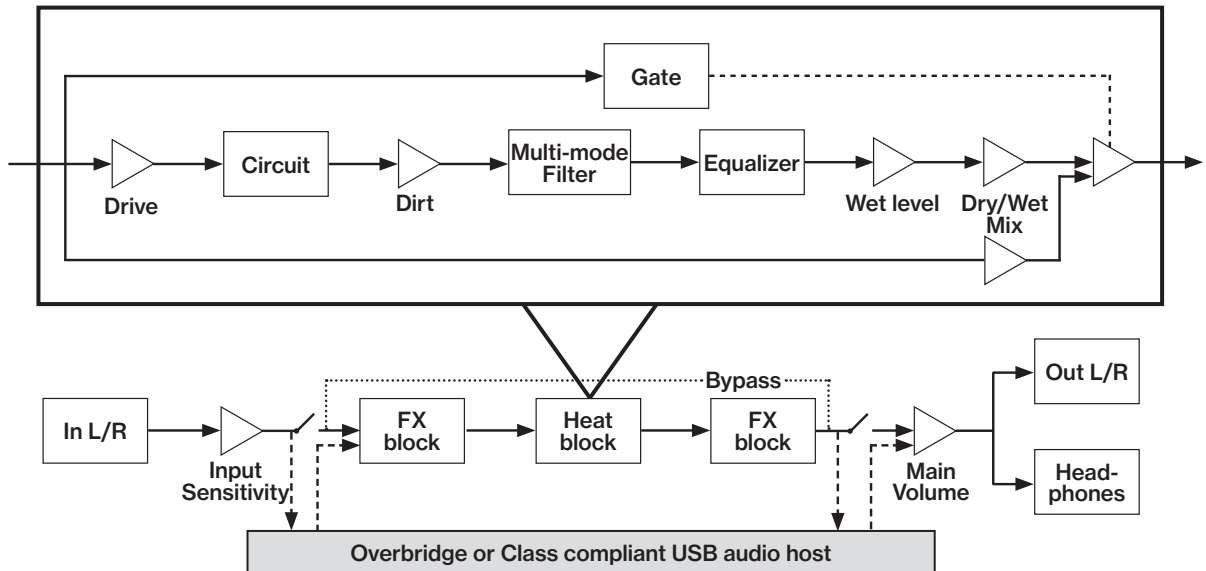 Gate
Circuit
Multi-mode
Filter
Equalizer
Drive
Dirt
Wet level
Dry/Wet
Mix
Bypass
In L/R
FX
block
Heat
block
FX
block
Out L/R
Input
Sensitivity
Main
Volume
Head-
phones
Overbridge or Class compliant USB audio host